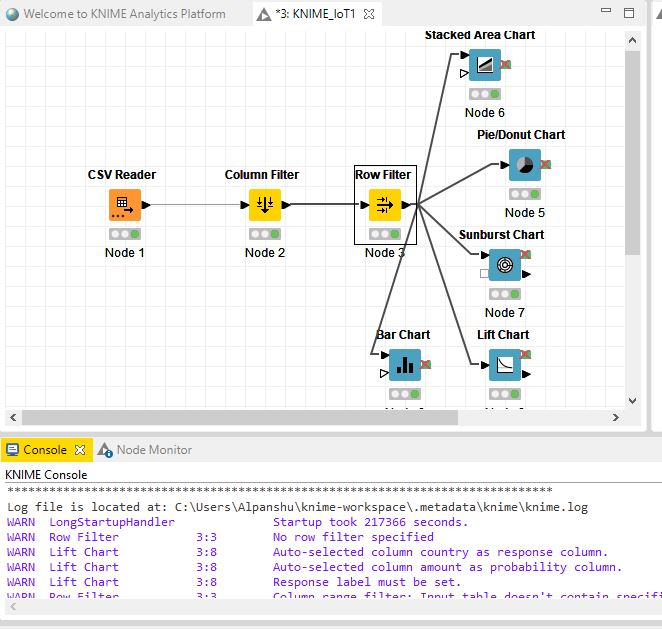 Welcome to KNIME Analytics Platform
*3: KNIME_IoT1
Stacked Area Chart
Node 6
Pie/Donut Chart
Node 5
CSV Reader
Column Filter
Row Filter
Node 1
Node 2
Node 3
Sunburst Chart
Node 7
Bar Chart
Lift Chart
Console
Node Monitor
KNIME Console
********************************************************************************
Log file is located at: C:\Users\Alpanshu\knime-workspace\.metadata\knime\knime.log
WARN LongStartupHandler Startup took 217366 seconds.
WARN Row Filter 3:3 No row filter specified
WARN Lift Chart 3:8 Auto-selected column country as response column.
WARN Lift Chart 3:8 Auto-selected column amount as probability column.
WARN Lift Chart 3:8 Response label must be set.
WARN Row Filter 3:3 Column range filter: Input table doesn't contain specifi